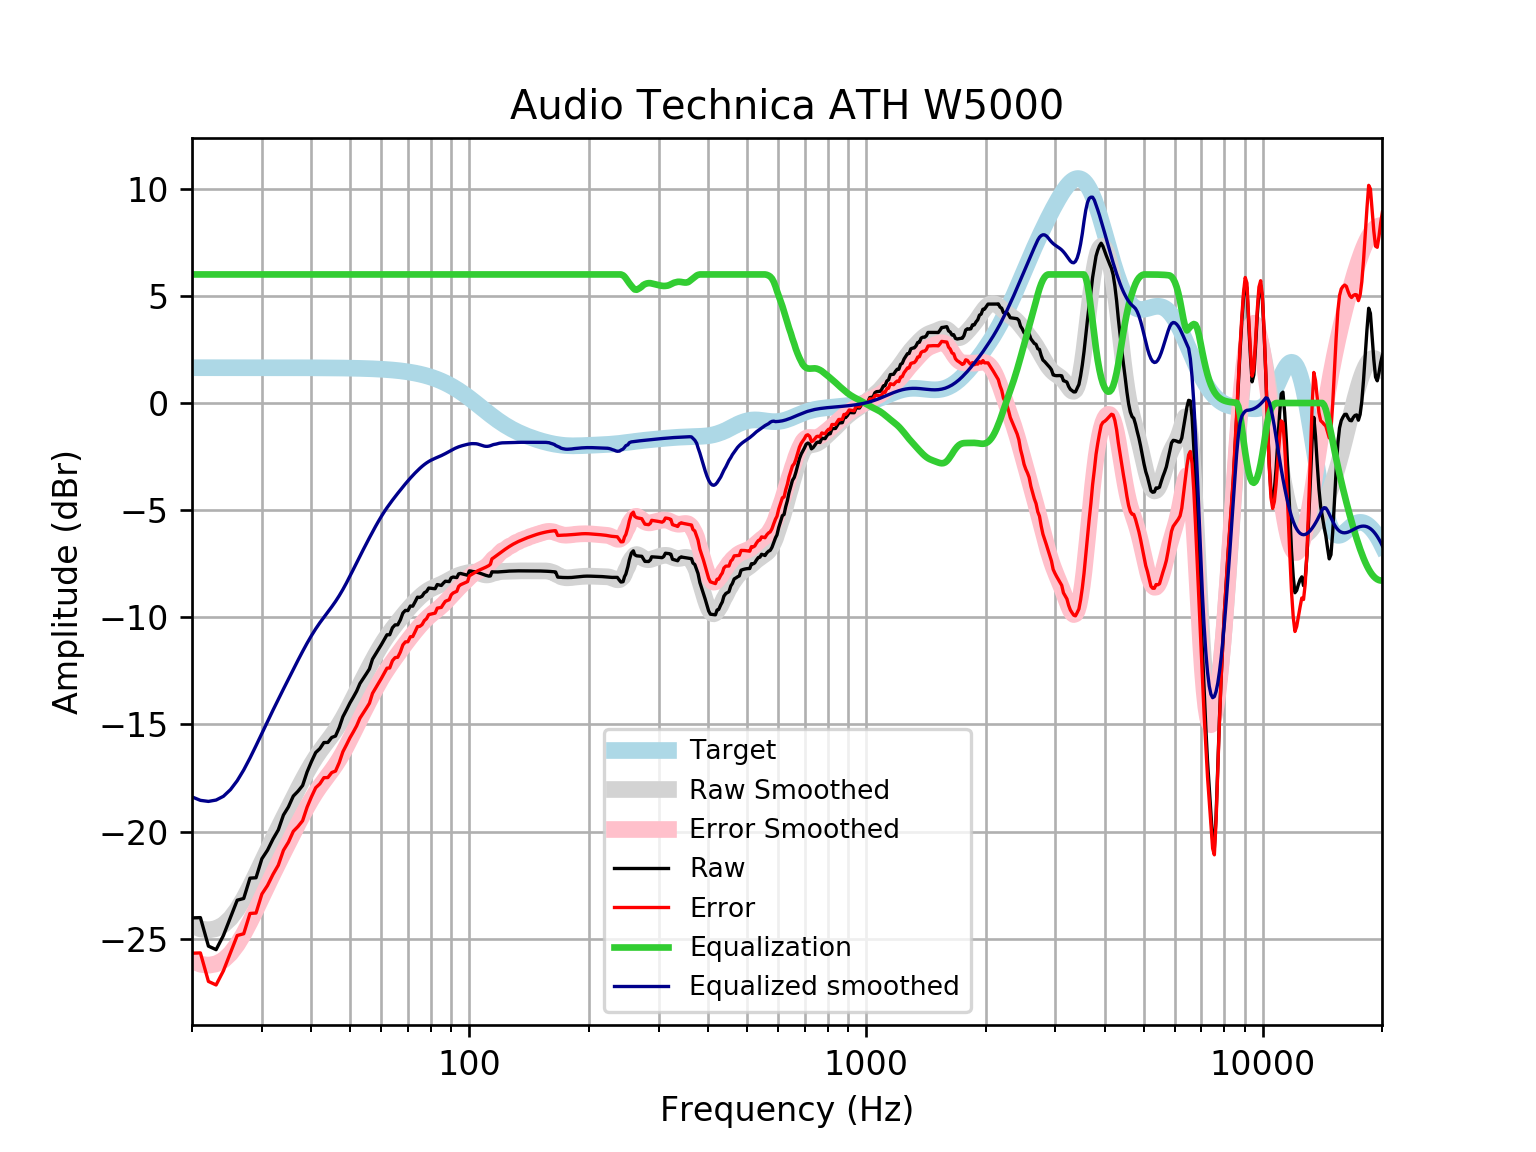 Audio Technica ATH W5000
Amplitude (dBr)
10
5
0
−5
−10
−15
−20
−25
Target
Raw Smoothed
Error Smoothed
Raw
Error
Equalization
Equalized smoothed
100 1000 10000
Frequency (Hz)